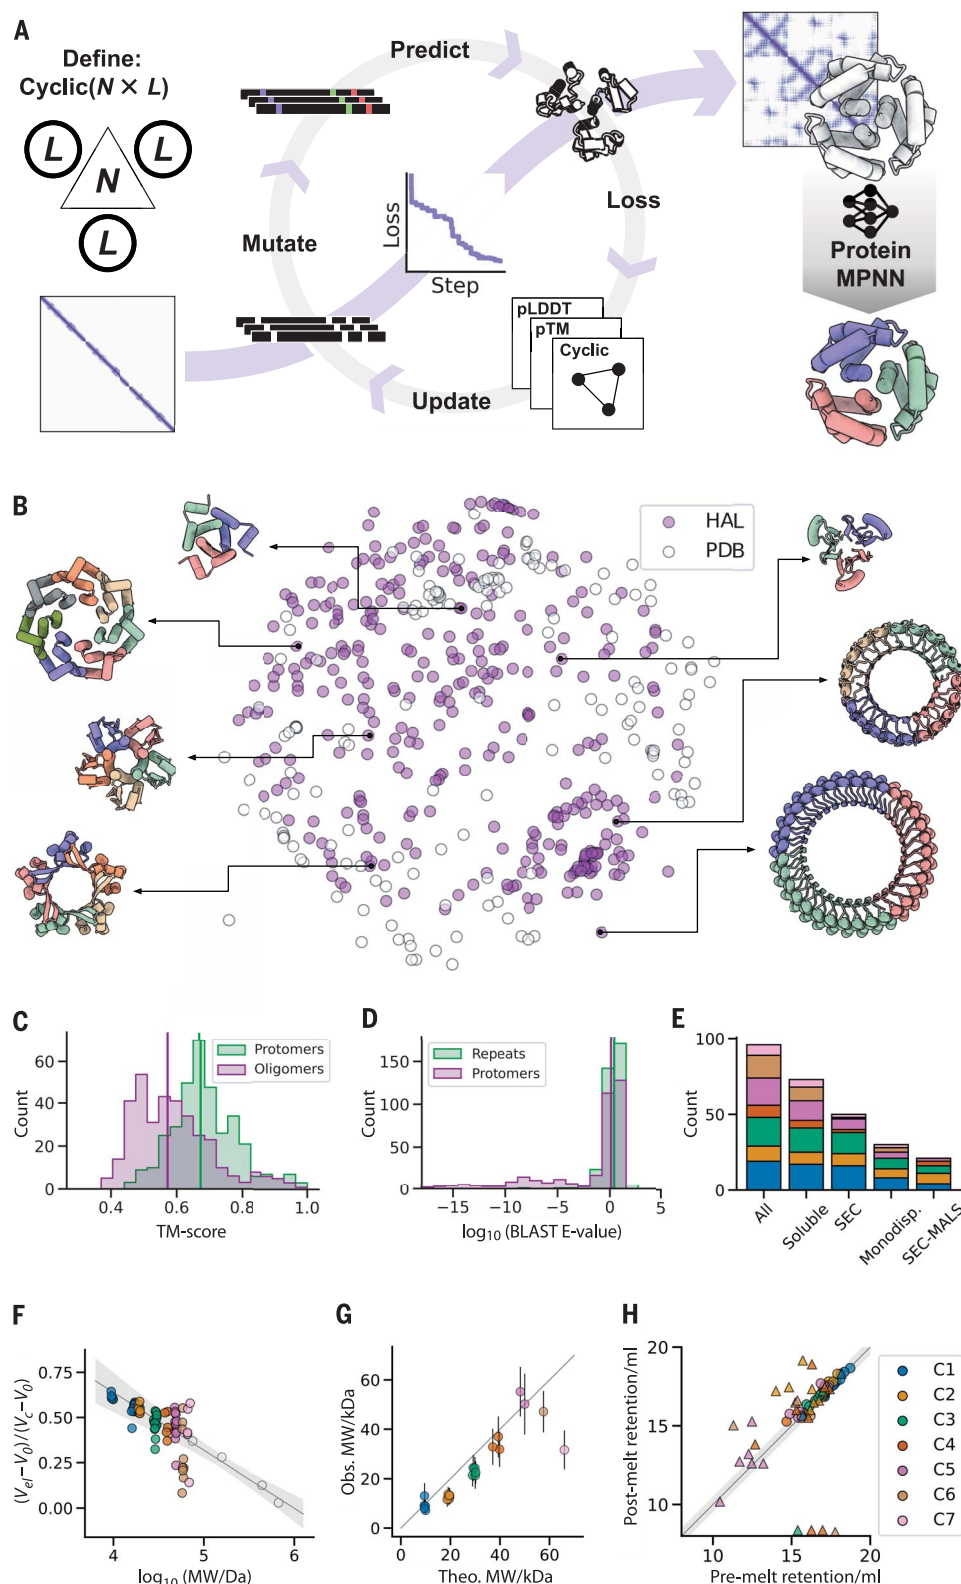 A
Define:
Cyclic(N × L)
L
L
N
L
Predict
Mutate
Loss
Update
Loss
Step
pLDDT
pTM
Cyclic
Protein
MPNN
B
HAL
PDB
C
Count
60
40
20
0
0.4
0.6
0.8
1.0
TM-score
Protomers
Oligomers
D
Count
150
100
50
0
−15
−10
−5
0
5
log10 (BLAST E-value)
Repeats
Protomers
E
Count
100
50
0
All
Soluble
SEC
Monodisp.
SEC-MALS
F
(Vel−V0)/(Vc−V0)
0.75
0.50
0.25
0.00
4
5
6
log10 (MW/Da)
G
Obs. MW/kDa
60
40
20
0
0
20
40
60
Theo. MW/kDa
H
Post-melt retention/ml
20
15
10
10
15
20
Pre-melt retention/ml
C1
C2
C3
C4
C5
C6
C7